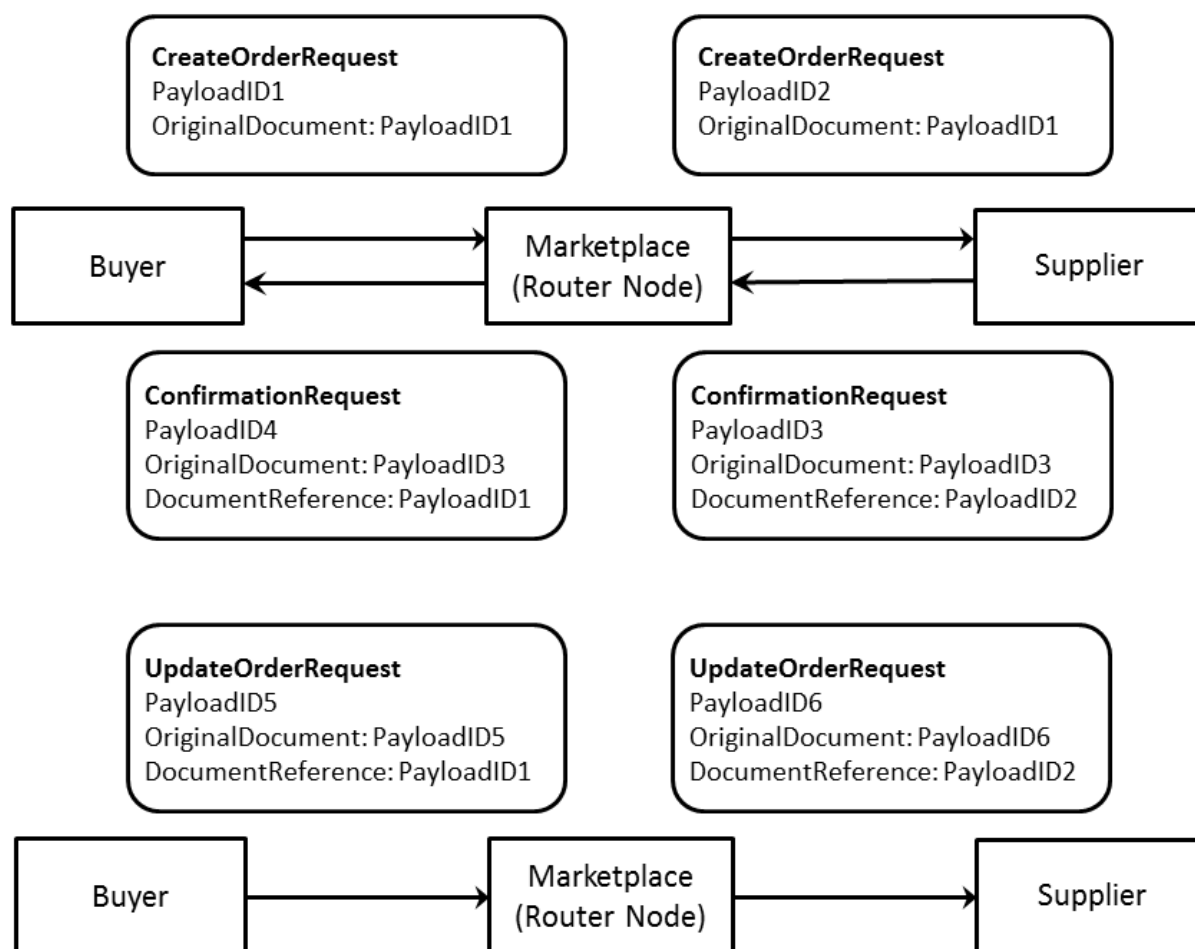 CreateOrderRequest
PayloadID1
OriginalDocument: PayloadID1
CreateOrderRequest
PayloadID2
OriginalDocument: PayloadID1
Buyer
Marketplace
(Router Node)
Supplier
ConfirmationRequest
PayloadID4
OriginalDocument: PayloadID3
DocumentReference: PayloadID1
ConfirmationRequest
PayloadID3
OriginalDocument: PayloadID3
DocumentReference: PayloadID2
UpdateOrderRequest
PayloadID5
OriginalDocument: PayloadID5
DocumentReference: PayloadID1
UpdateOrderRequest
PayloadID6
OriginalDocument: PayloadID6
DocumentReference: PayloadID2
Buyer
Marketplace
(Router Node)
Supplier